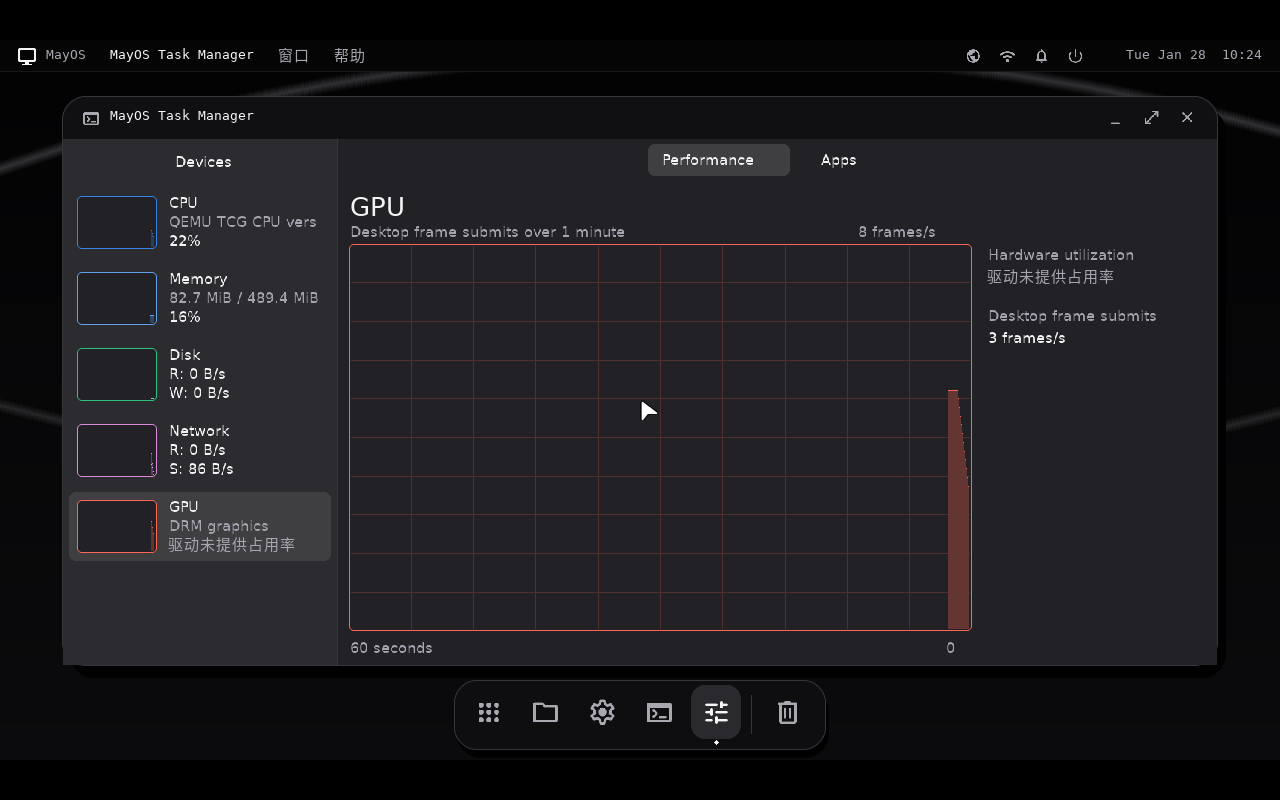 MayOS MayOS Task Manager 窗口 帮助 Tue Jan 28 10:24
MayOS Task Manager
Devices
CPU
QEMU TCG CPU vers
22%
Memory
82.7 MiB / 489.4 MiB
16%
Disk
R: 0 B/s
W: 0 B/s
Network
R: 0 B/s
S: 86 B/s
GPU
DRM graphics
驱动未提供占用率
Performance Apps
GPU
Desktop frame submits over 1 minute 8 frames/s
60 seconds 0
Hardware utilization
驱动未提供占用率
Desktop frame submits
3 frames/s